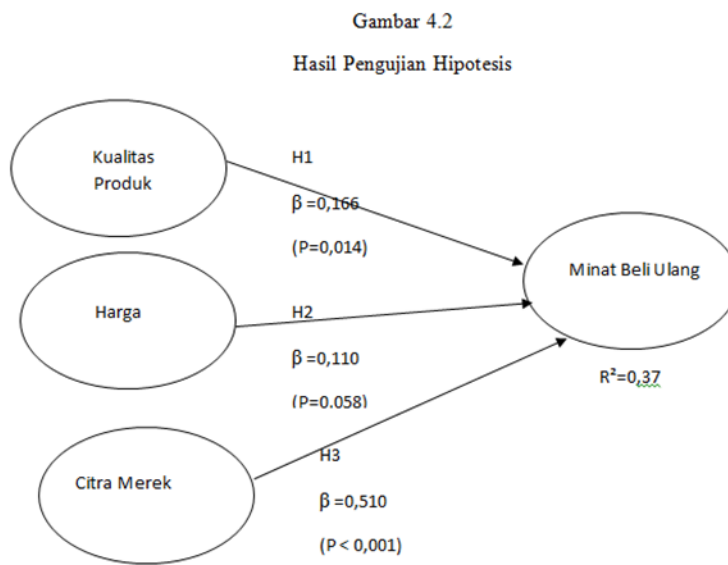 Gambar 4.2
Hasil Pengujian Hipotesis
Kualitas
Produk
H1
β =0,166
(P=0,014)
Minat Beli Ulang
Harga
H2
β =0,110
(P=0.058)
R²=0,37
Citra Merek
H3
β =0,510
(P < 0,001)